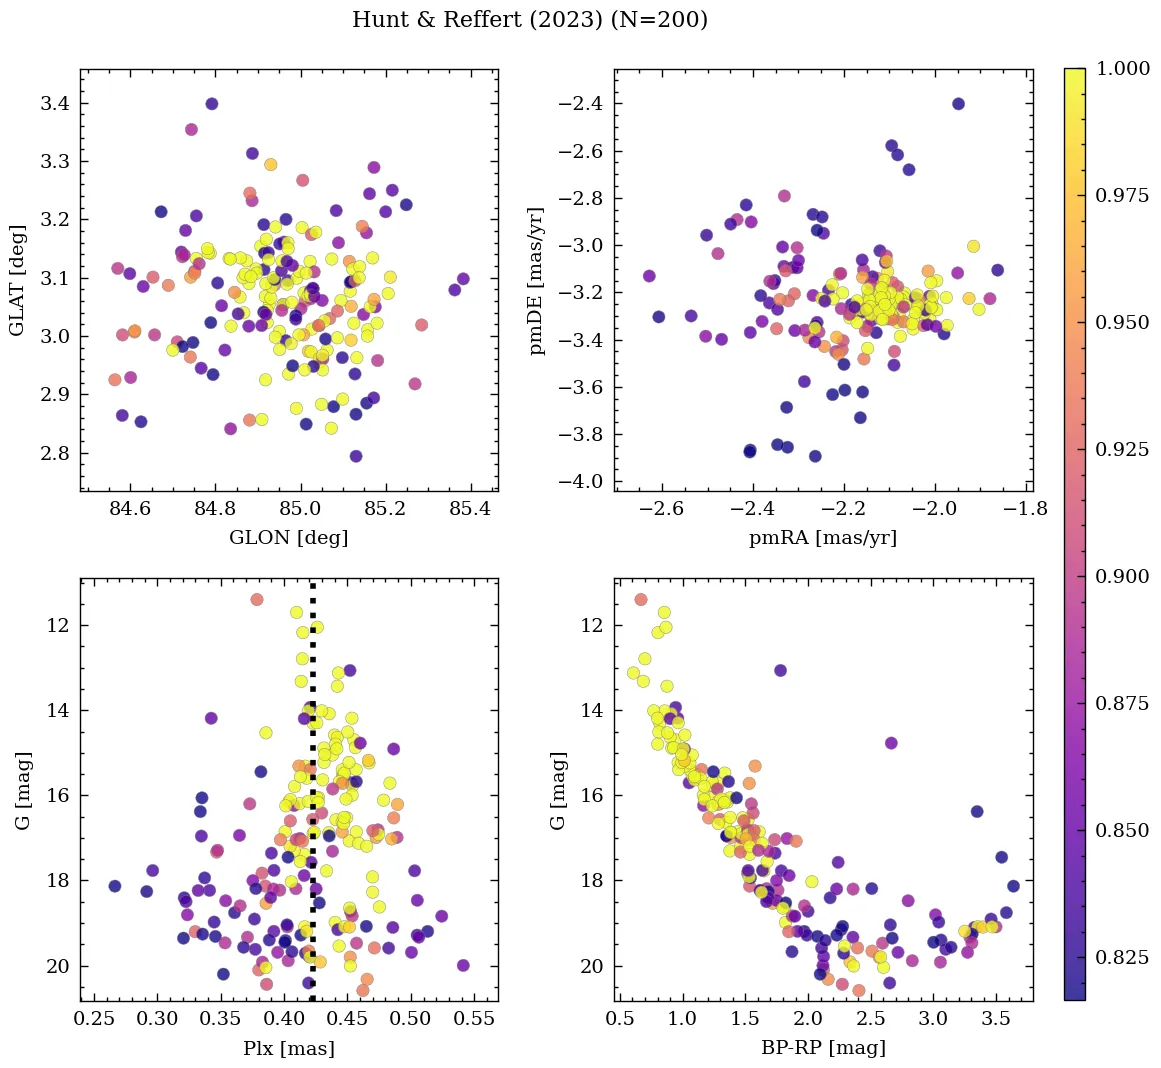 Hunt & Reffert (2023) (N=200)
3.4
3.3
3.2
3.1
3.0
2.9
2.8
GLAT [deg]
84.6 84.8 85.0 85.2 85.4
GLON [deg]
−2.4
−2.6
−2.8
−3.0
−3.2
−3.4
−3.6
−3.8
−4.0
pmDE [mas/yr]
−2.6 −2.4 −2.2 −2.0 −1.8
pmRA [mas/yr]
12
14
16
18
20
G [mag]
0.25 0.30 0.35 0.40 0.45 0.50 0.55
Plx [mas]
12
14
16
18
20
G [mag]
0.5 1.0 1.5 2.0 2.5 3.0 3.5
BP-RP [mag]
1.000
0.975
0.950
0.925
0.900
0.875
0.850
0.825